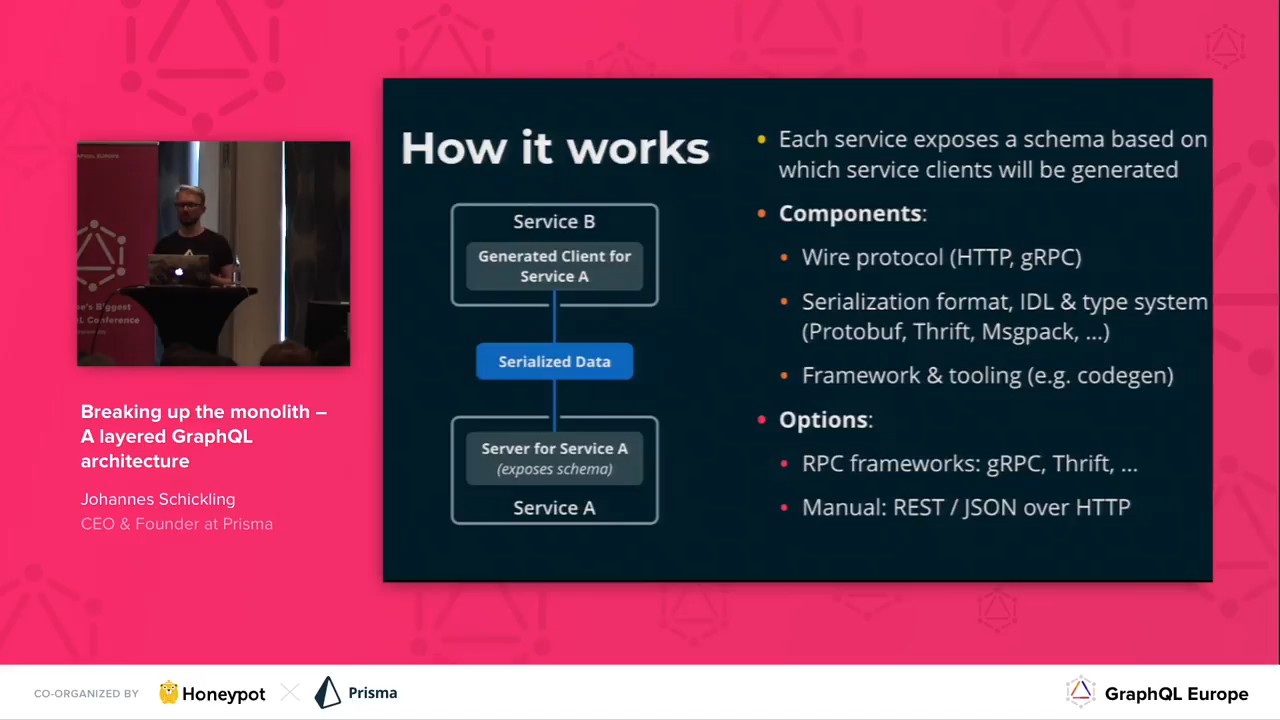 How it works
Service B
Generated Client for
Service A
Serialized Data
Server for Service A
(exposes schema)
Service A
• Each service exposes a schema based on
which service clients will be generated
• Components:
• Wire protocol (HTTP, gRPC)
• Serialization format, IDL & type system
(Protobuf, Thrift, Msgpack, ...)
• Framework & tooling (e.g. codegen)
• Options:
• RPC frameworks: gRPC, Thrift, ...
• Manual: REST / JSON over HTTP
Breaking up the monolith –
A layered GraphQL
architecture
Johannes Schickling
CEO & Founder at Prisma
CO-ORGANIZED BY
Honeypot
Prisma
GraphQL Europe